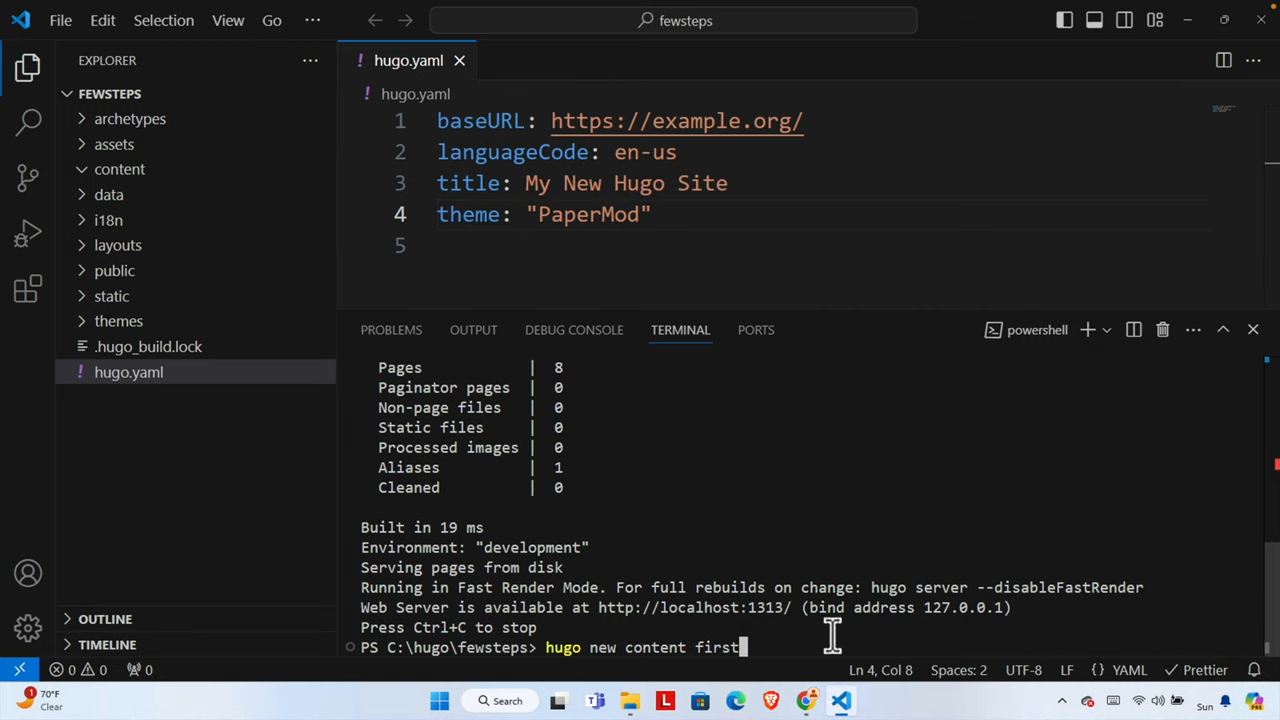 File Edit Selection View Go ··· fewsteps
EXPLORER ···
FEWSTEPS
archetypes
assets
content
data
i18n
layouts
public
static
themes
.hugo_build.lock
! hugo.yaml
OUTLINE
TIMELINE
! hugo.yaml
! hugo.yaml
1 baseURL: https://example.org/
2 languageCode: en-us
3 title: My New Hugo Site
4 theme: "PaperMod"
5
PROBLEMS OUTPUT DEBUG CONSOLE TERMINAL PORTS powershell
Pages | 8
Paginator pages | 0
Non-page files | 0
Static files | 0
Processed images | 0
Aliases | 1
Cleaned | 0
Built in 19 ms
Environment: "development"
Serving pages from disk
Running in Fast Render Mode. For full rebuilds on change: hugo server --disableFastRender
Web Server is available at http://localhost:1313/ (bind address 127.0.0.1)
Press Ctrl+C to stop
PS C:\hugo\fewsteps> hugo new content first
0 0 0 Ln 4, Col 8 Spaces: 2 UTF-8 LF YAML Prettier
1 70°F
Clear
Search
L
Sun
PRE